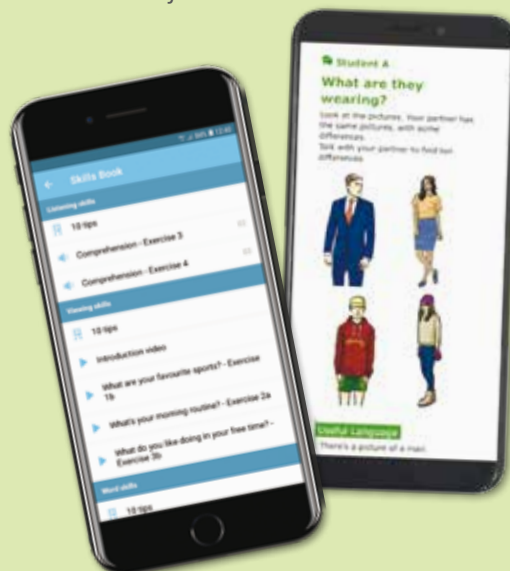 12:40
Skills Book
Listening skills
10 tips
Comprehension - Exercise 3
Comprehension - Exercise 4
Viewing skills
10 tips
Introduction video
What are your favourite sports? - Exercise
1b
What's your morning routine? - Exercise 2a
What do you like doing in your free time? -
Exercise 3b
Word skills
10 tips
Student A
What are they
wearing?
Look at the pictures. Your partner has
the same pictures, with some
differences.
Talk with your partner to find ten
differences.
Useful Language
There's a picture of a man